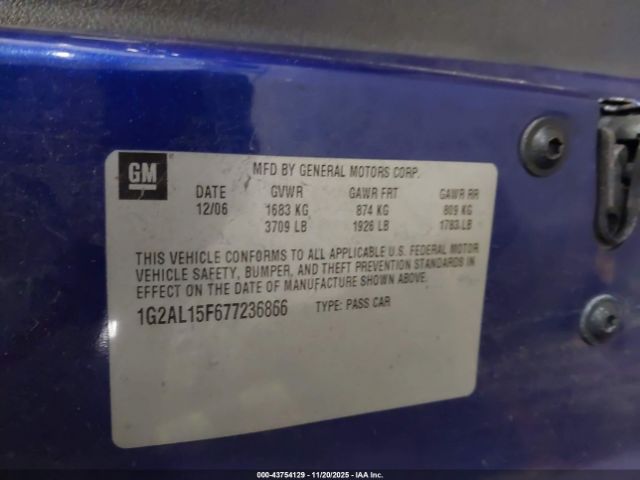 GM
MFD BY GENERAL MOTORS CORP.
DATE GVWR GAWR FRT GAWR RR
12/06 1683 KG 874 KG 809 KG
3709 LB 1926 LB 1783 LB
THIS VEHICLE CONFORMS TO ALL APPLICABLE U.S. FEDERAL MOTOR
VEHICLE SAFETY, BUMPER, AND THEFT PREVENTION STANDARDS IN
EFFECT ON THE DATE OF MANUFACTURE SHOWN ABOVE.
1G2AL15F677236866 TYPE: PASS CAR
000-43754129 - 11/20/2025 - IAA Inc.